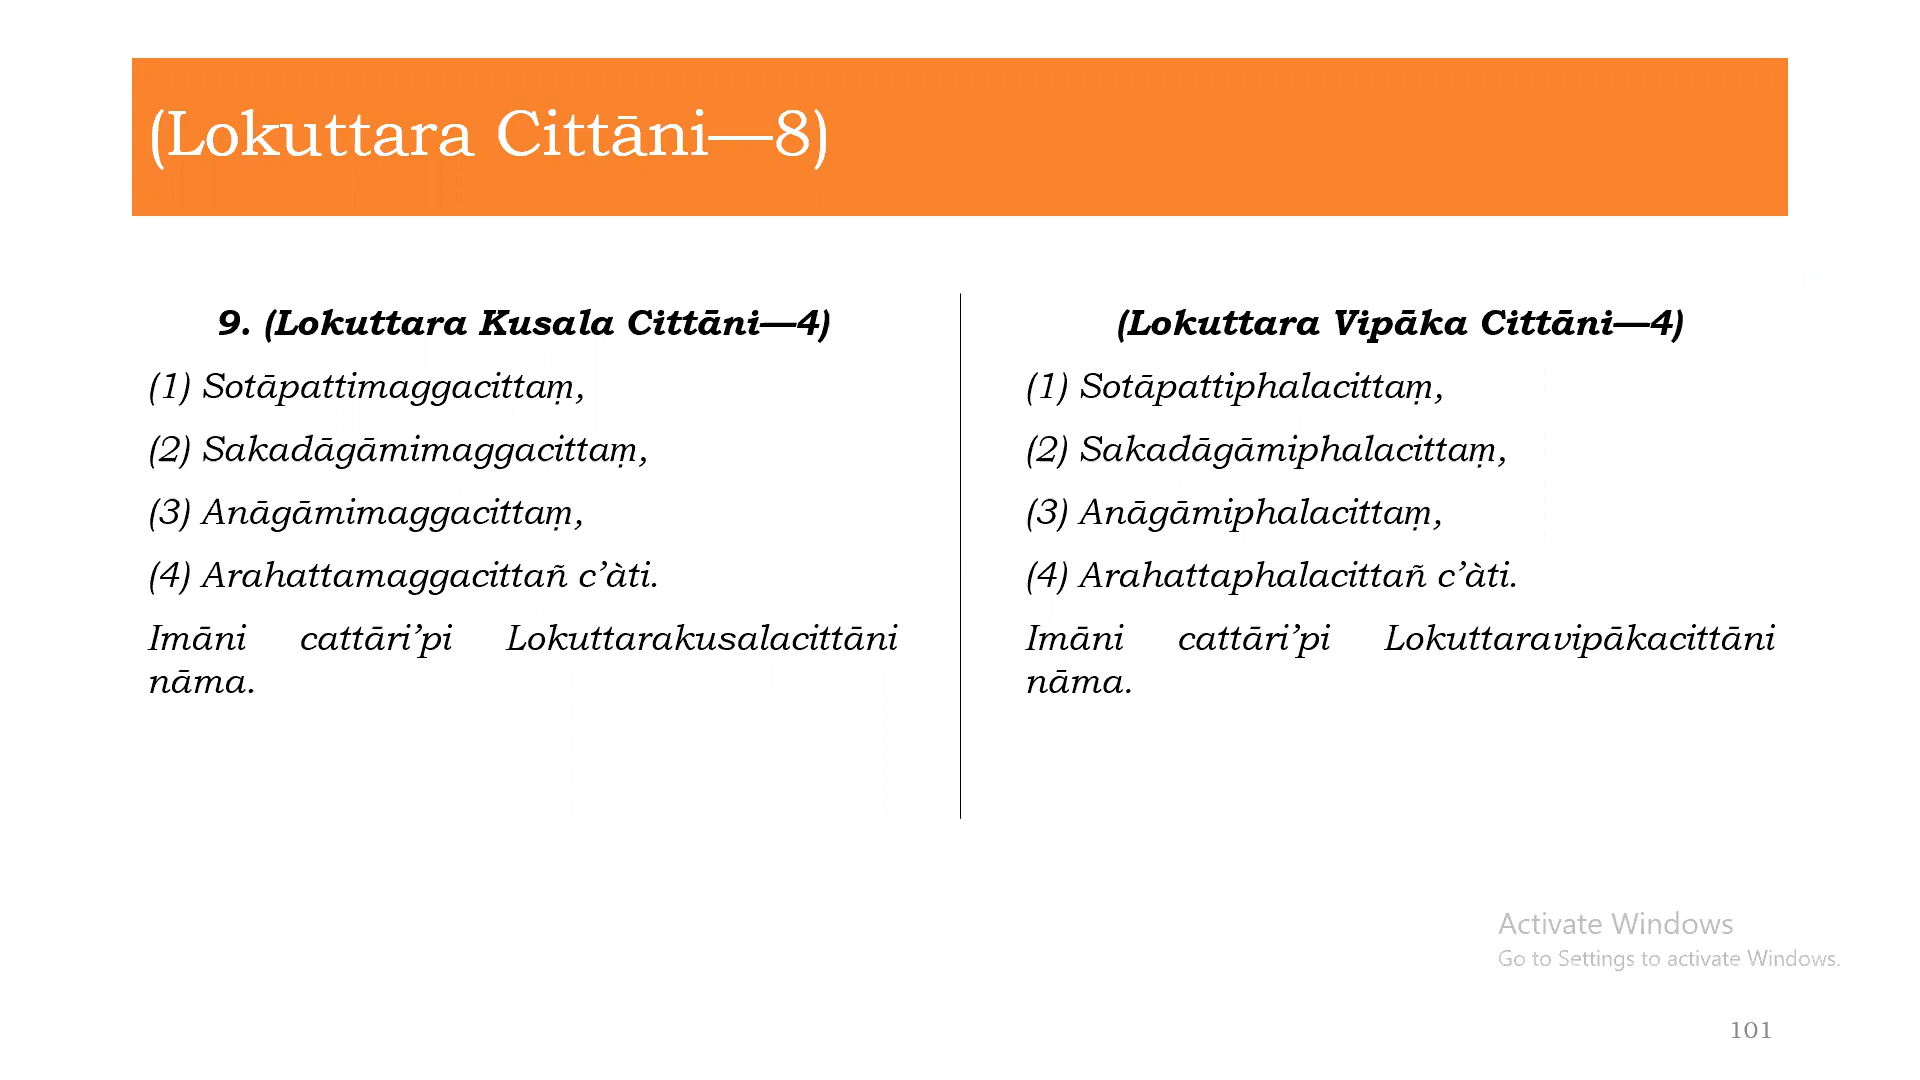 (Lokuttara Cittāni—8)
9. (Lokuttara Kusala Cittāni—4)
(1) Sotāpattimaggacittaṃ,
(2) Sakadāgāmimaggacittaṃ,
(3) Anāgāmimaggacittaṃ,
(4) Arahattamaggacittañ c’àti.
Imāni cattāri’pi Lokuttarakusalacittāni
nāma.
(Lokuttara Vipāka Cittāni—4)
(1) Sotāpattiphalacittaṃ,
(2) Sakadāgāmiphalacittaṃ,
(3) Anāgāmiphalacittaṃ,
(4) Arahattaphalacittañ c’àti.
Imāni cattāri’pi Lokuttaravipākacittāni
nāma.
Activate Windows
Go to Settings to activate Windows.
101